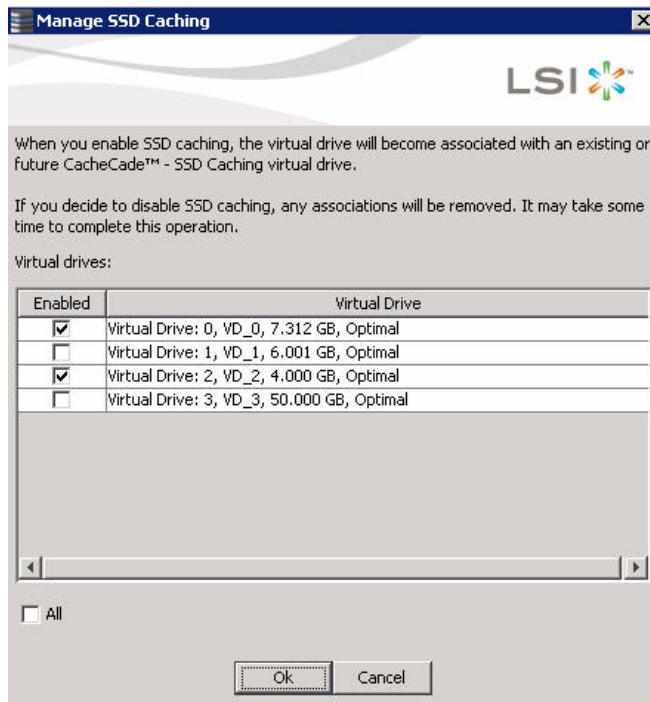 Manage SSD Caching
LSI
When you enable SSD caching, the virtual drive will become associated with an existing or
future CacheCade™ - SSD Caching virtual drive.
If you decide to disable SSD caching, any associations will be removed. It may take some
time to complete this operation.
Virtual drives:
Enabled Virtual Drive
Virtual Drive: 0, VD_0, 7.312 GB, Optimal
Virtual Drive: 1, VD_1, 6.001 GB, Optimal
Virtual Drive: 2, VD_2, 4.000 GB, Optimal
Virtual Drive: 3, VD_3, 50.000 GB, Optimal
All
Ok Cancel